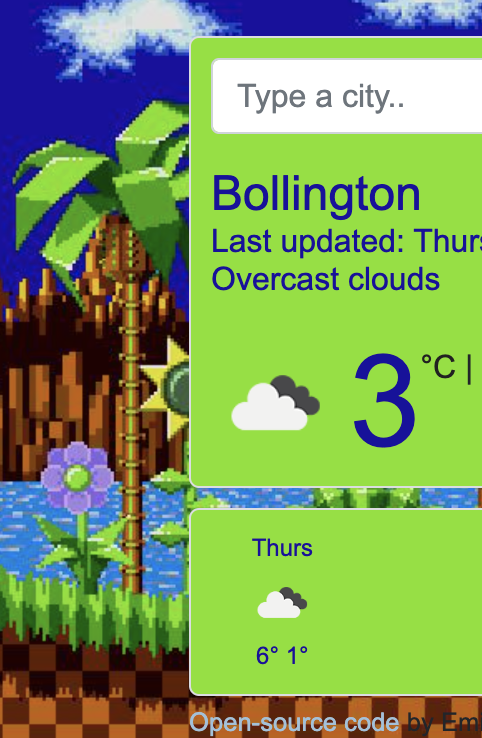 Type a city..
Bollington
Last updated: Thurs
Overcast clouds
3 °C |
Thurs
6° 1°
Open-source code by Em